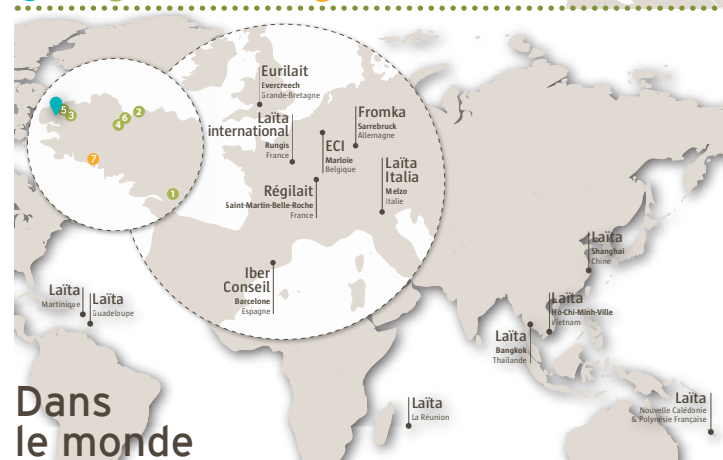 Eurilait
Evercreech
Grande-Bretagne
Fromka
Sarrebruck
Allemagne
Laïta
international
Rungis
France
ECI
Marloie
Belgique
Laïta
Italia
Melzo
Italie
Régilait
Saint-Martin-Belle-Roche
France
Iber
Conseil
Barcelone
Espagne
5
3
4
6
2
7
1
Laïta
Shanghai
Chine
Laïta
Martinique
Laïta
Guadeloupe
Laïta
Hô-Chi-Minh-Ville
Vietnam
Laïta
Bangkok
Thaïlande
Laïta
La Réunion
Laïta
Nouvelle Calédonie
& Polynésie Française
Dans
le monde